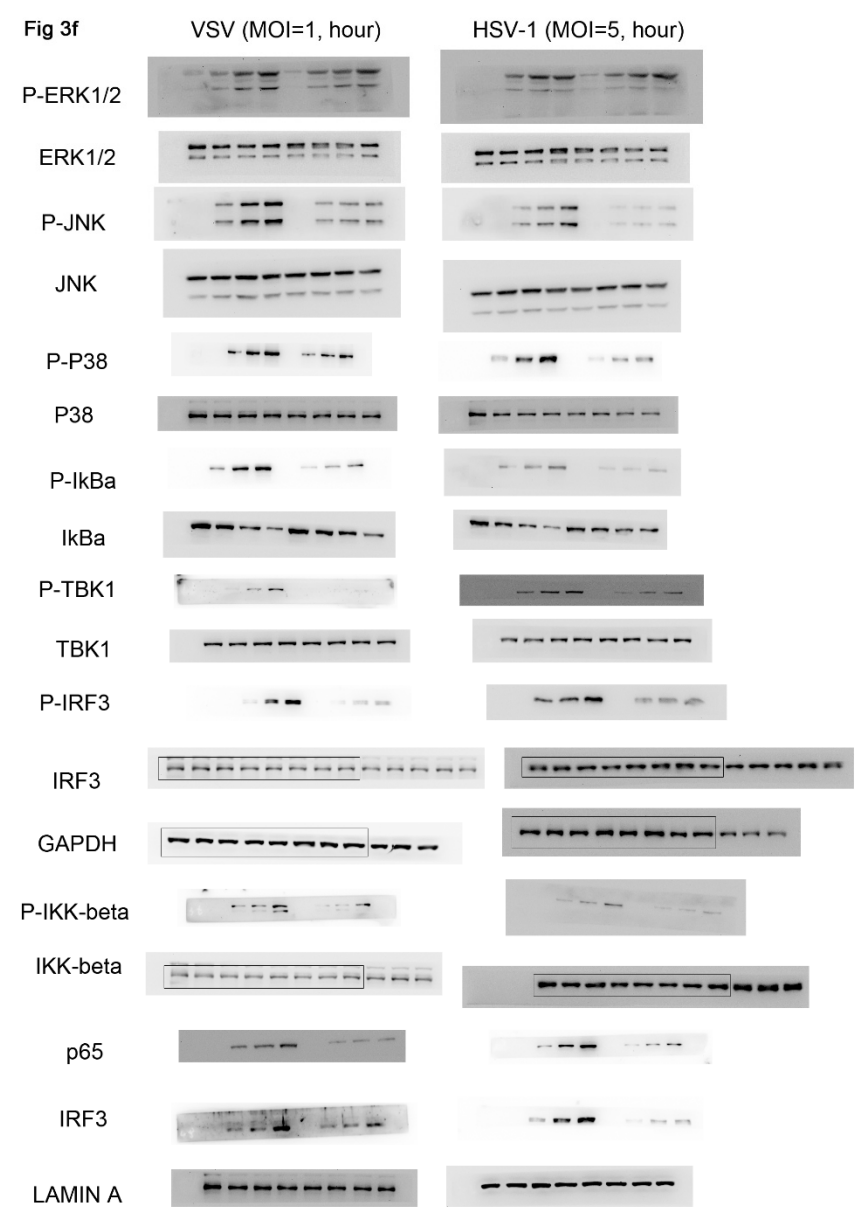 Fig 3f
VSV (MOI=1, hour)
HSV-1 (MOI=5, hour)
P-ERK1/2
ERK1/2
P-JNK
JNK
P-P38
P38
P-IkBa
IkBa
P-TBK1
TBK1
P-IRF3
IRF3
GAPDH
P-IKK-beta
IKK-beta
p65
IRF3
LAMIN A